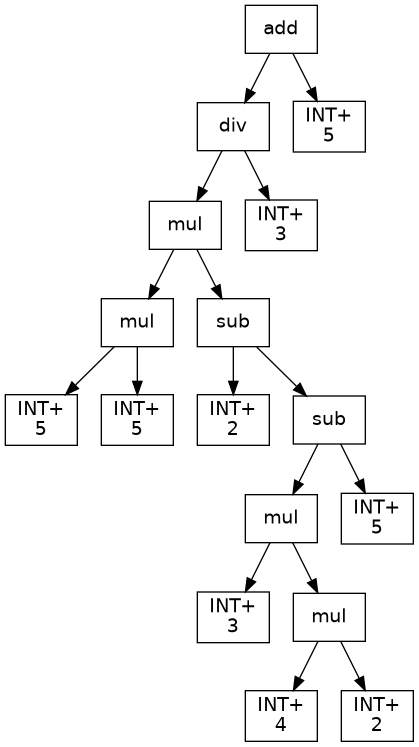 add
div
INT+
5
mul
INT+
3
mul
sub
INT+
5
INT+
5
INT+
2
sub
mul
INT+
5
INT+
3
mul
INT+
4
INT+
2